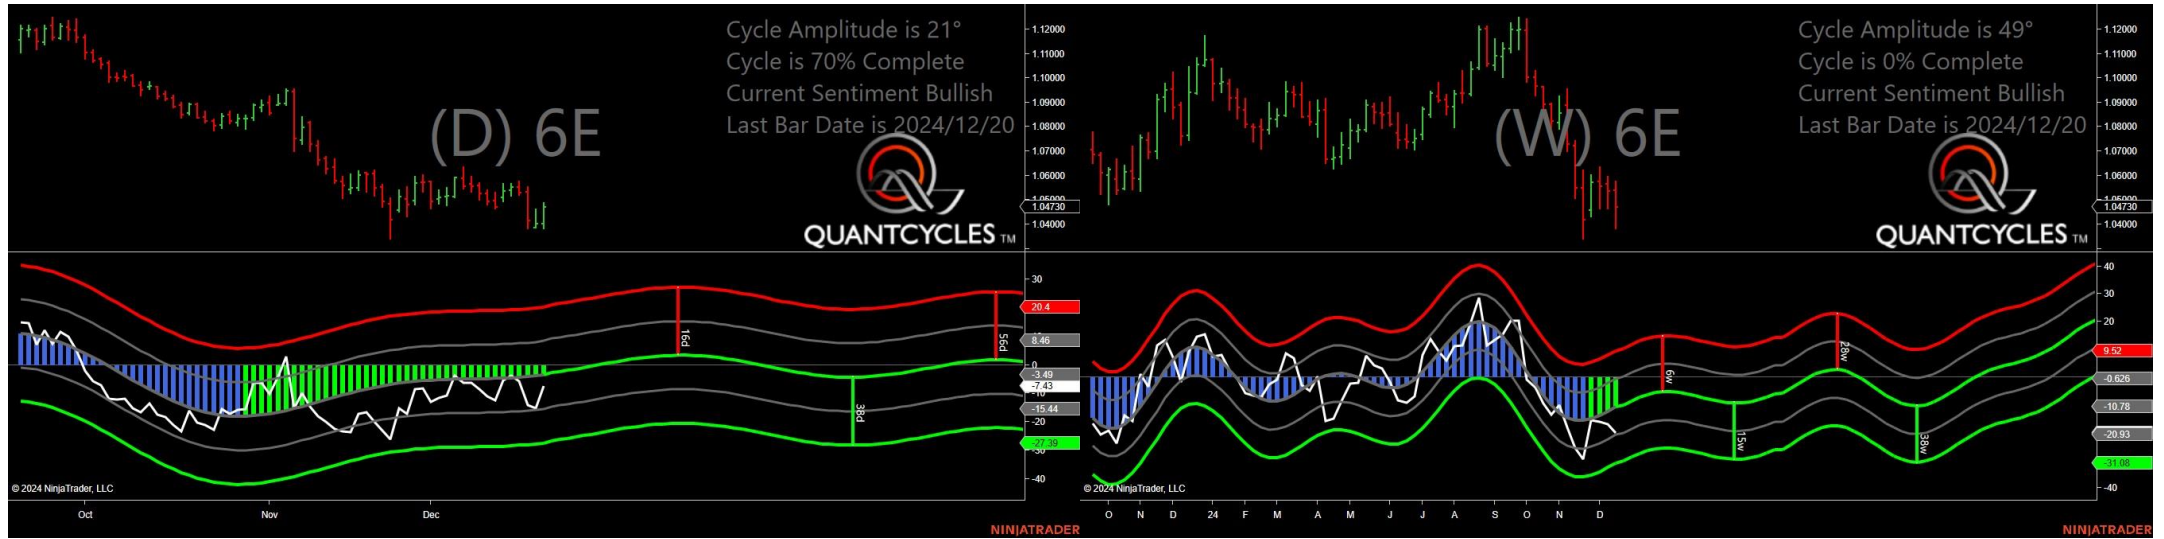 Cycle Amplitude is 21°
Cycle is 70% Complete
Current Sentiment Bullish
Last Bar Date is 2024/12/20
(D) 6E
QUANTCYCLES TM
1.12000
1.11000
1.10000
1.09000
1.08000
1.07000
1.06000
1.04730
1.04000
30
20.4
8.46
0
-3.49
-7.43
-10
-15.44
-20
-27.39
-30
-40
16d
38d
56d
© 2024 NinjaTrader, LLC
Oct Nov Dec
NINJATRADER
Cycle Amplitude is 49°
Cycle is 0% Complete
Current Sentiment Bullish
Last Bar Date is 2024/12/20
(W) 6E
QUANTCYCLES TM
1.12000
1.11000
1.10000
1.09000
1.08000
1.07000
1.06000
1.04730
1.04000
40
30
20
9.52
-0.626
-10.78
-20.93
-31.08
-40
6w
15w
28w
38w
© 2024 NinjaTrader, LLC
O N D 24 F M A M J J A S O N D
NINJATRADER